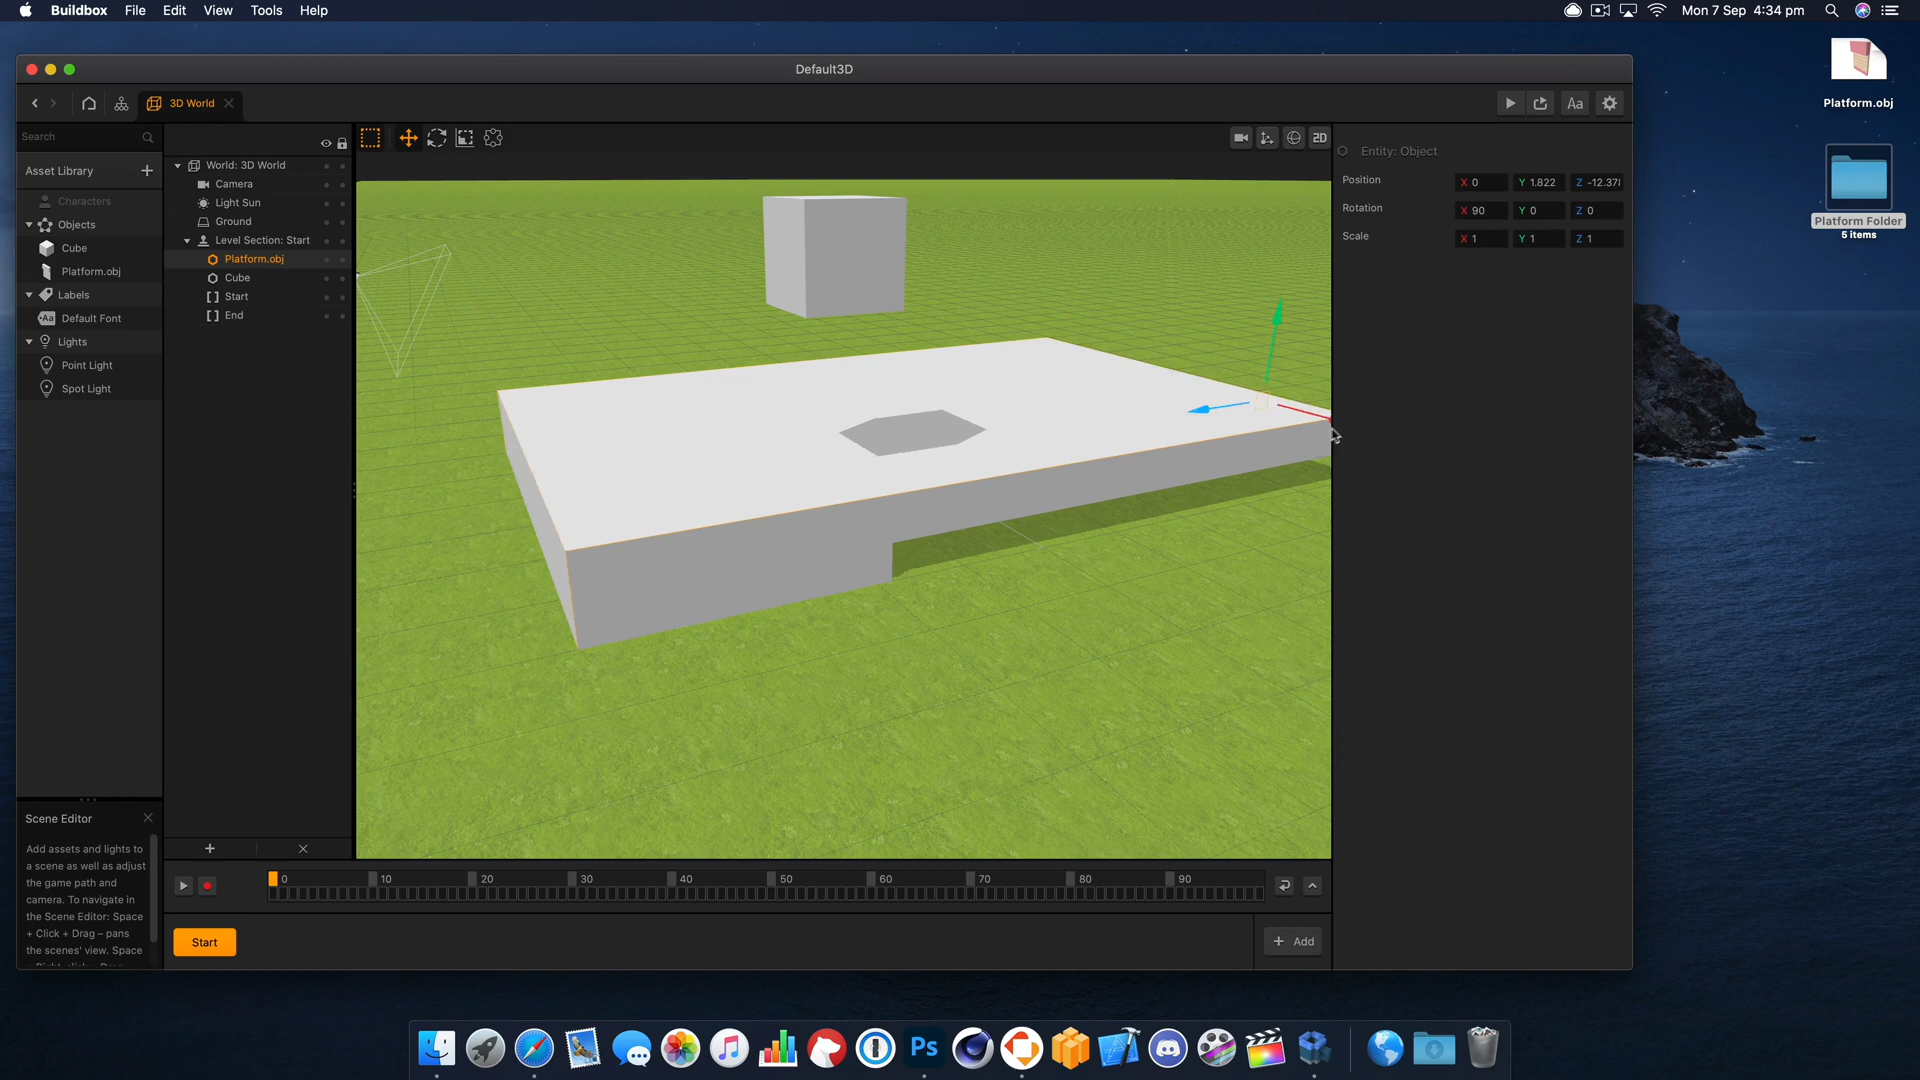 Buildbox File Edit View Tools Help
Mon 7 Sep 4:34 pm
Default3D
3D World
Aa
Search
Asset Library
Characters
Objects
Cube
Platform.obj
Labels
Aa Default Font
Lights
Point Light
Spot Light
World: 3D World
Camera
Light Sun
Ground
Level Section: Start
Platform.obj
Cube
Start
End
2D
Entity: Object
Position X 0 Y 1.822 Z -12.37
Rotation X 90 Y 0 Z 0
Scale X 1 Y 1 Z 1
Platform.obj
Platform Folder
5 items
Scene Editor
Add assets and lights to
a scene as well as adjust
the game path and
camera. To navigate in
the Scene Editor: Space
+ Click + Drag – pans
the scenes' view. Space
0 10 20 30 40 50 60 70 80 90
Start
+ Add
Ps